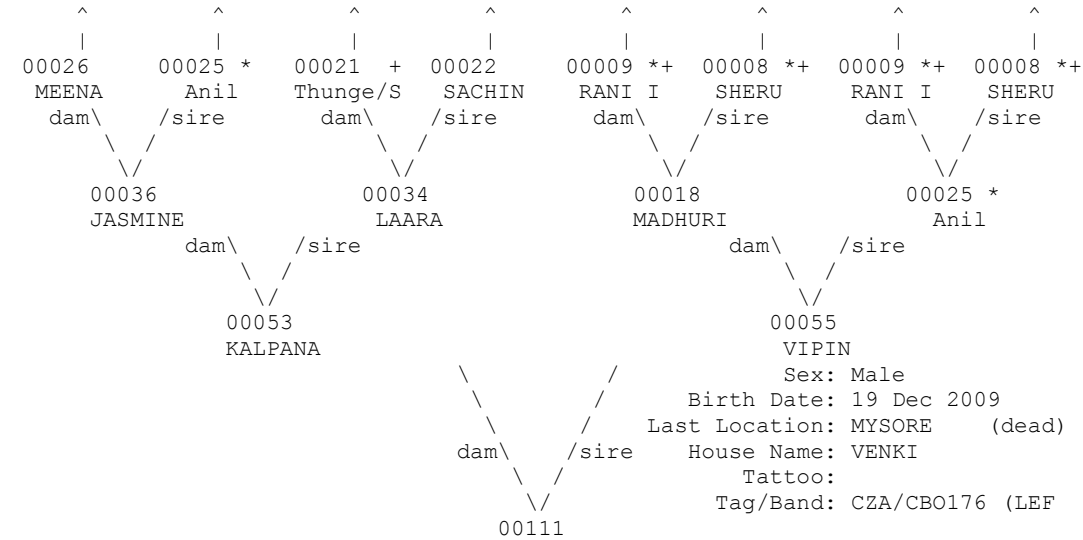 ^ ^ ^ ^ ^ ^ ^ ^
| | | | | | | |
00026 00025 * 00021 + 00022 00009 *+ 00008 *+ 00009 *+ 00008 *+
MEENA Anil Thunge/S SACHIN RANI I SHERU RANI I SHERU
dam\ /sire dam\ /sire dam\ /sire dam\ /sire
\ / \ / \ / \ /
\/ \/ \/ \/
00036 00034 00018 00025 *
JASMINE LAARA MADHURI Anil
dam\ /sire dam\ /sire
\ / \ /
\/ \/
00053 00055
KALPANA VIPIN
\ / Sex: Male
\ / Birth Date: 19 Dec 2009
\ / Last Location: MYSORE (dead)
dam\ /sire House Name: VENKI
\ / Tattoo:
\/ Tag/Band: CZA/CBO176 (LEF
00111